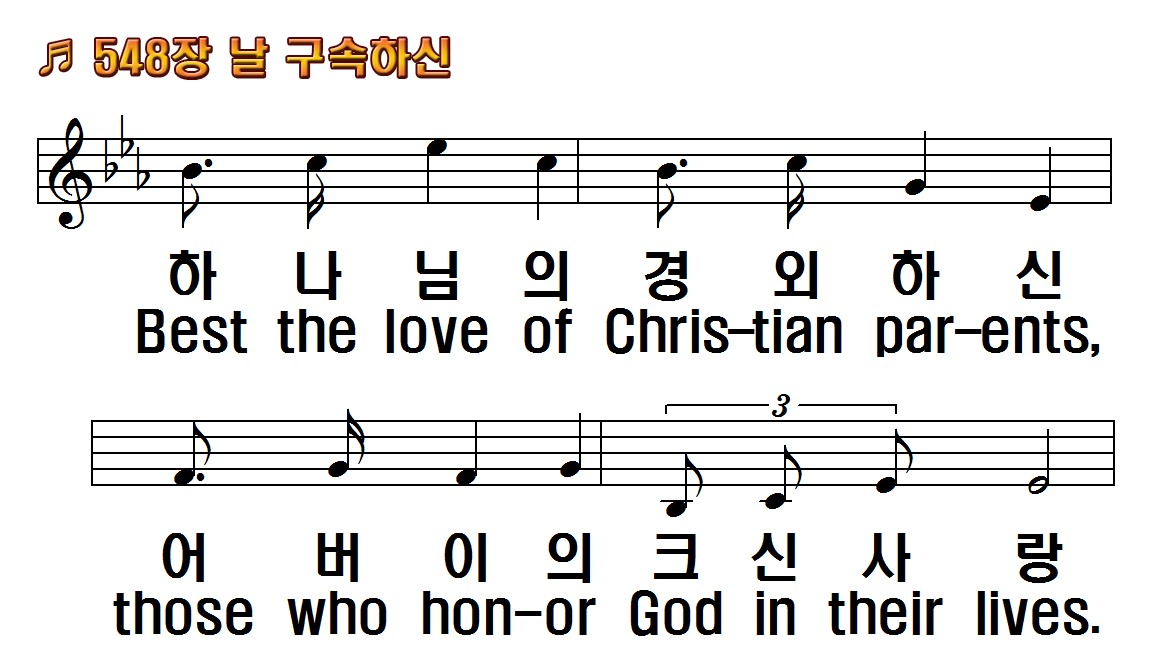 ♬ 548장 날 구속하신
하 나 님 의 경 외 하 신
Best the love of Chris-tian par-ents,
3
어 버 이 의 크 신 사 랑
those who hon-or God in their lives.